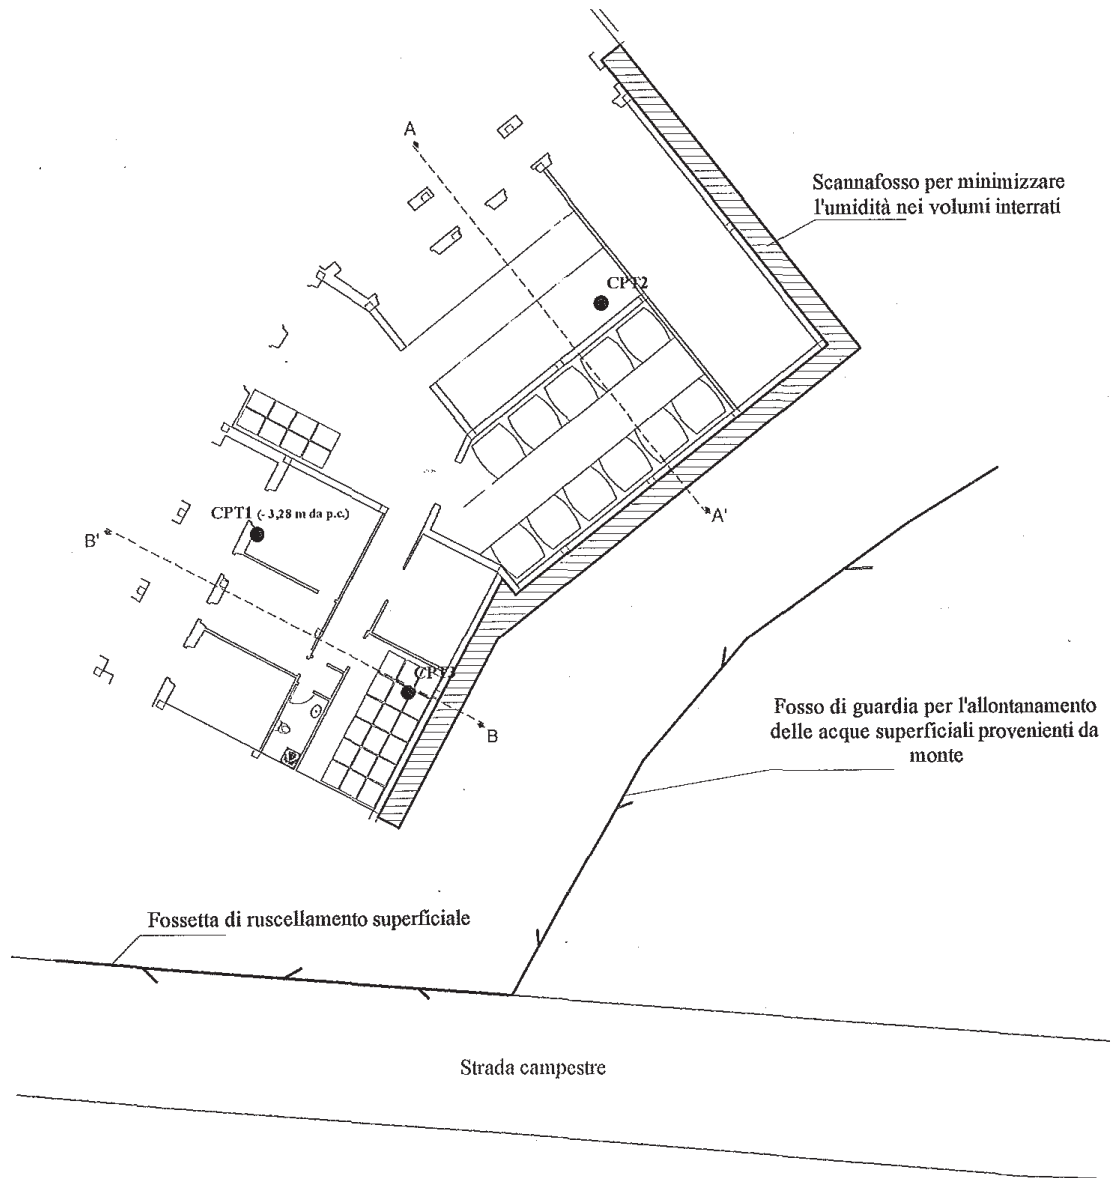 A
Scannafosso per minimizzare
l'umidità nei volumi interrati
CPT2
CPT1 (- 3,28 m da p.c.)
A'
B'
CPT3
B
Fosso di guardia per l'allontanamento
delle acque superficiali provenienti da
monte
Fossetta di ruscellamento superficiale
Strada campestre